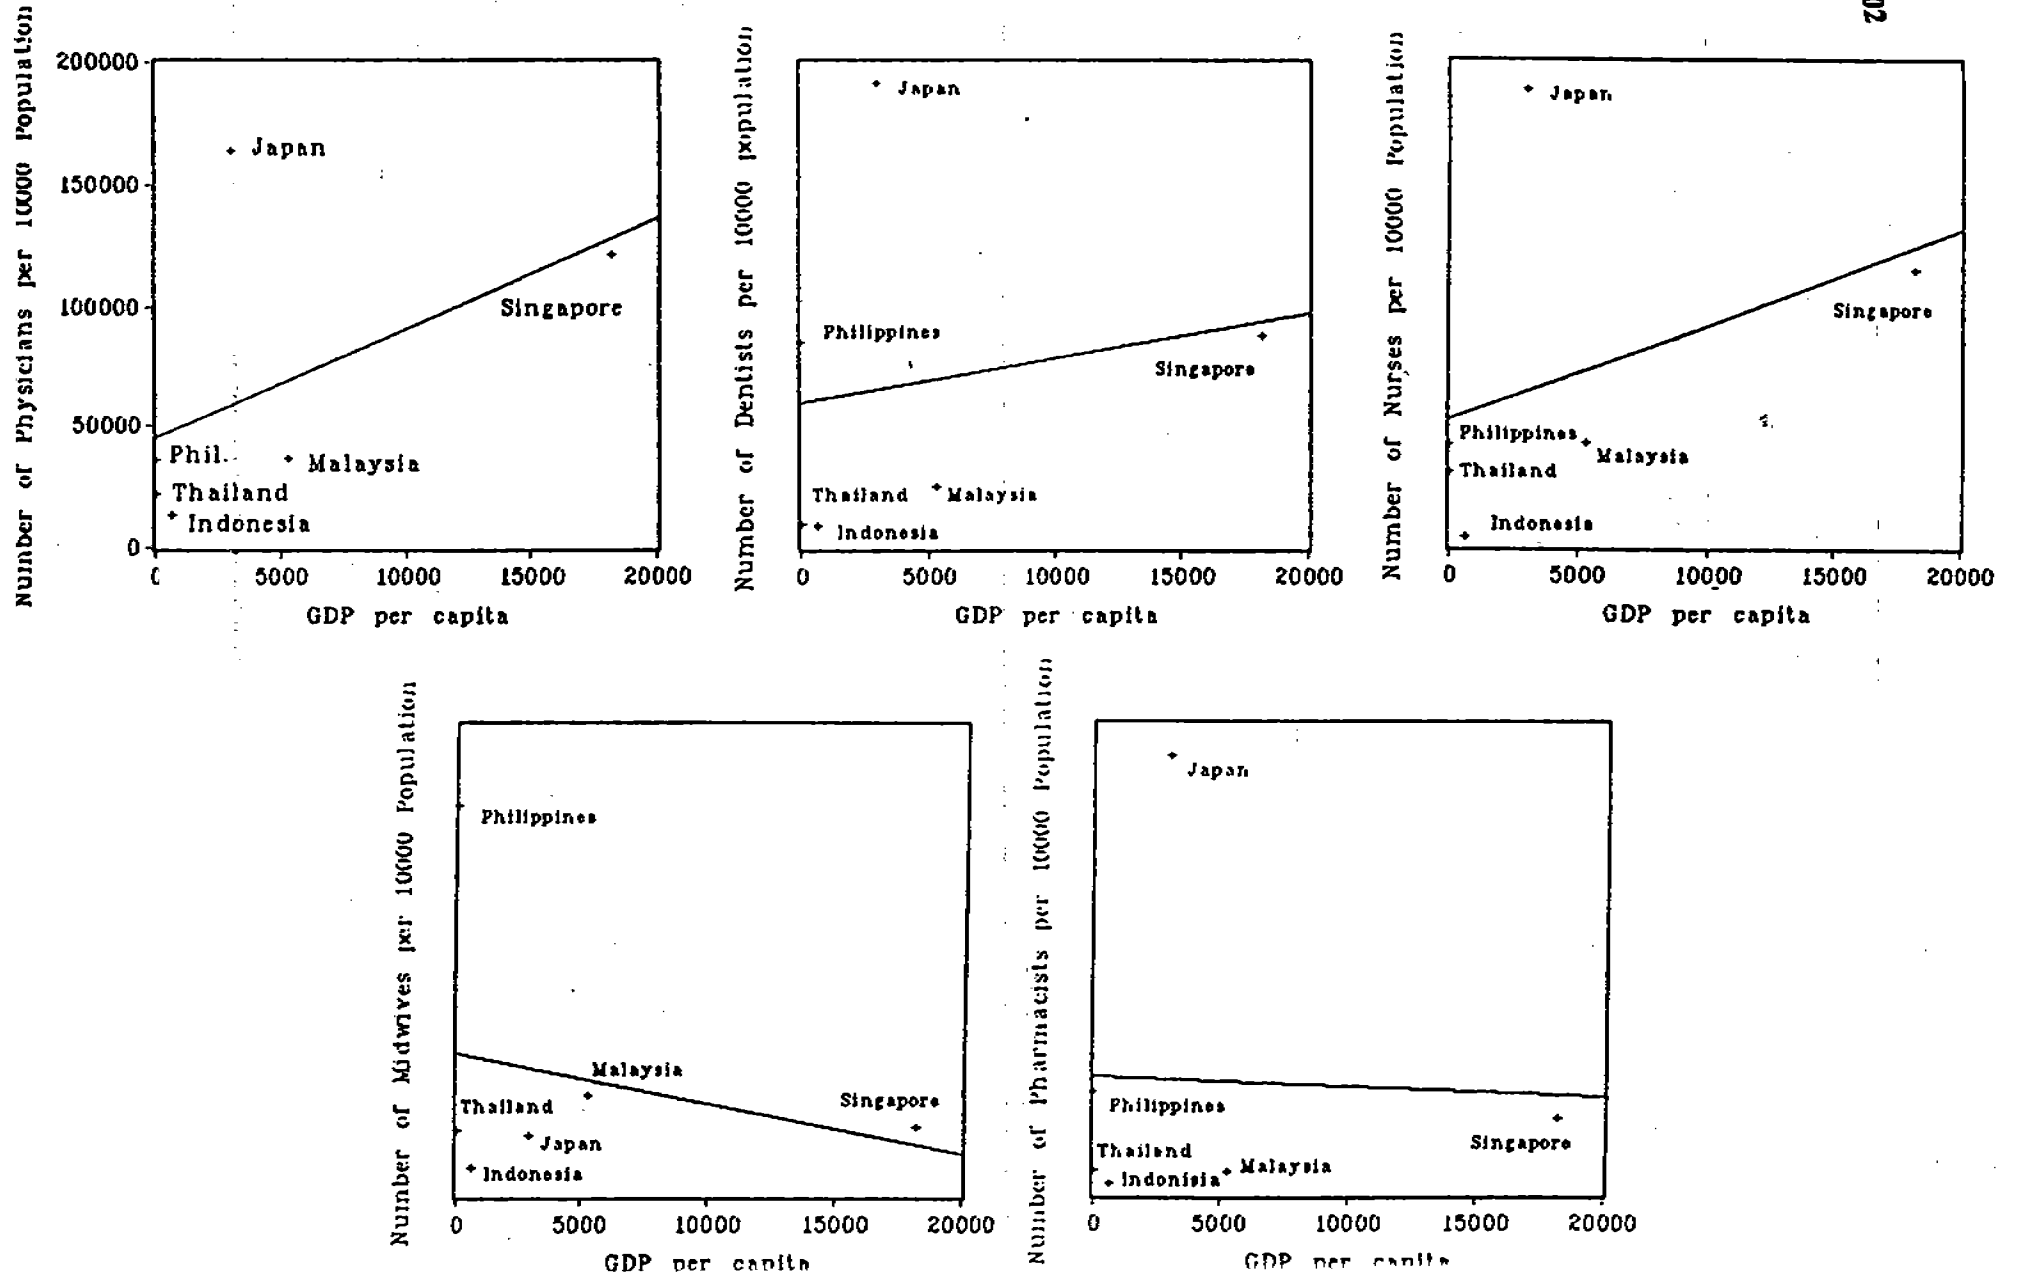 02
Number of Physicians per 10000 Population
200000
150000
100000
50000
0
Japan
Singapore
Phil.
Malaysia
Thailand
Indonesia
0 5000 10000 15000 20000
GDP per capita
Number of Dentists per 10000 population
Japan
Philippines
Singapore
Thailand
Malaysia
Indonesia
0 5000 10000 15000 20000
GDP per capita
Number of Nurses per 10000 Population
Japan
Singapore
Philippines
Malaysia
Thailand
Indonesia
0 5000 10000 15000 20000
GDP per capita
Number of Midwives per 10000 Population
Philippines
Malaysia
Singapore
Thailand
Japan
Indonesia
0 5000 10000 15000 20000
GDP per capita
Number of Pharmacists per 10000 Population
Japan
Philippines
Singapore
Thailand
Malaysia
Indonisia
0 5000 10000 15000 20000
GDP per capita